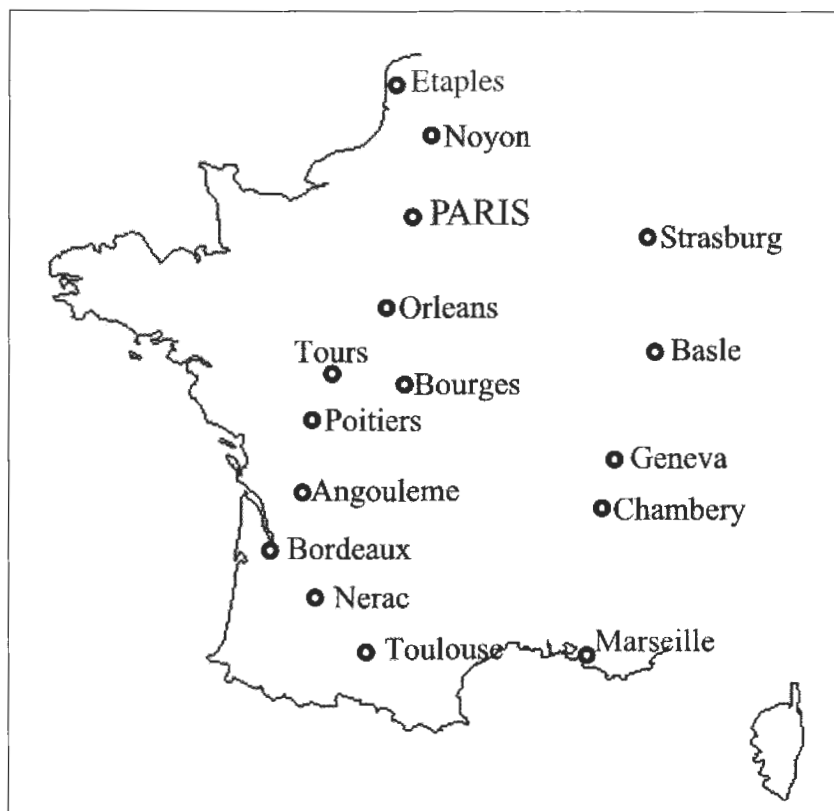 Etaples
Noyon
PARIS
Strasburg
Orleans
Tours
Basle
Bourges
Poitiers
Geneva
Angouleme
Chambery
Bordeaux
Nerac
Toulouse
Marseille